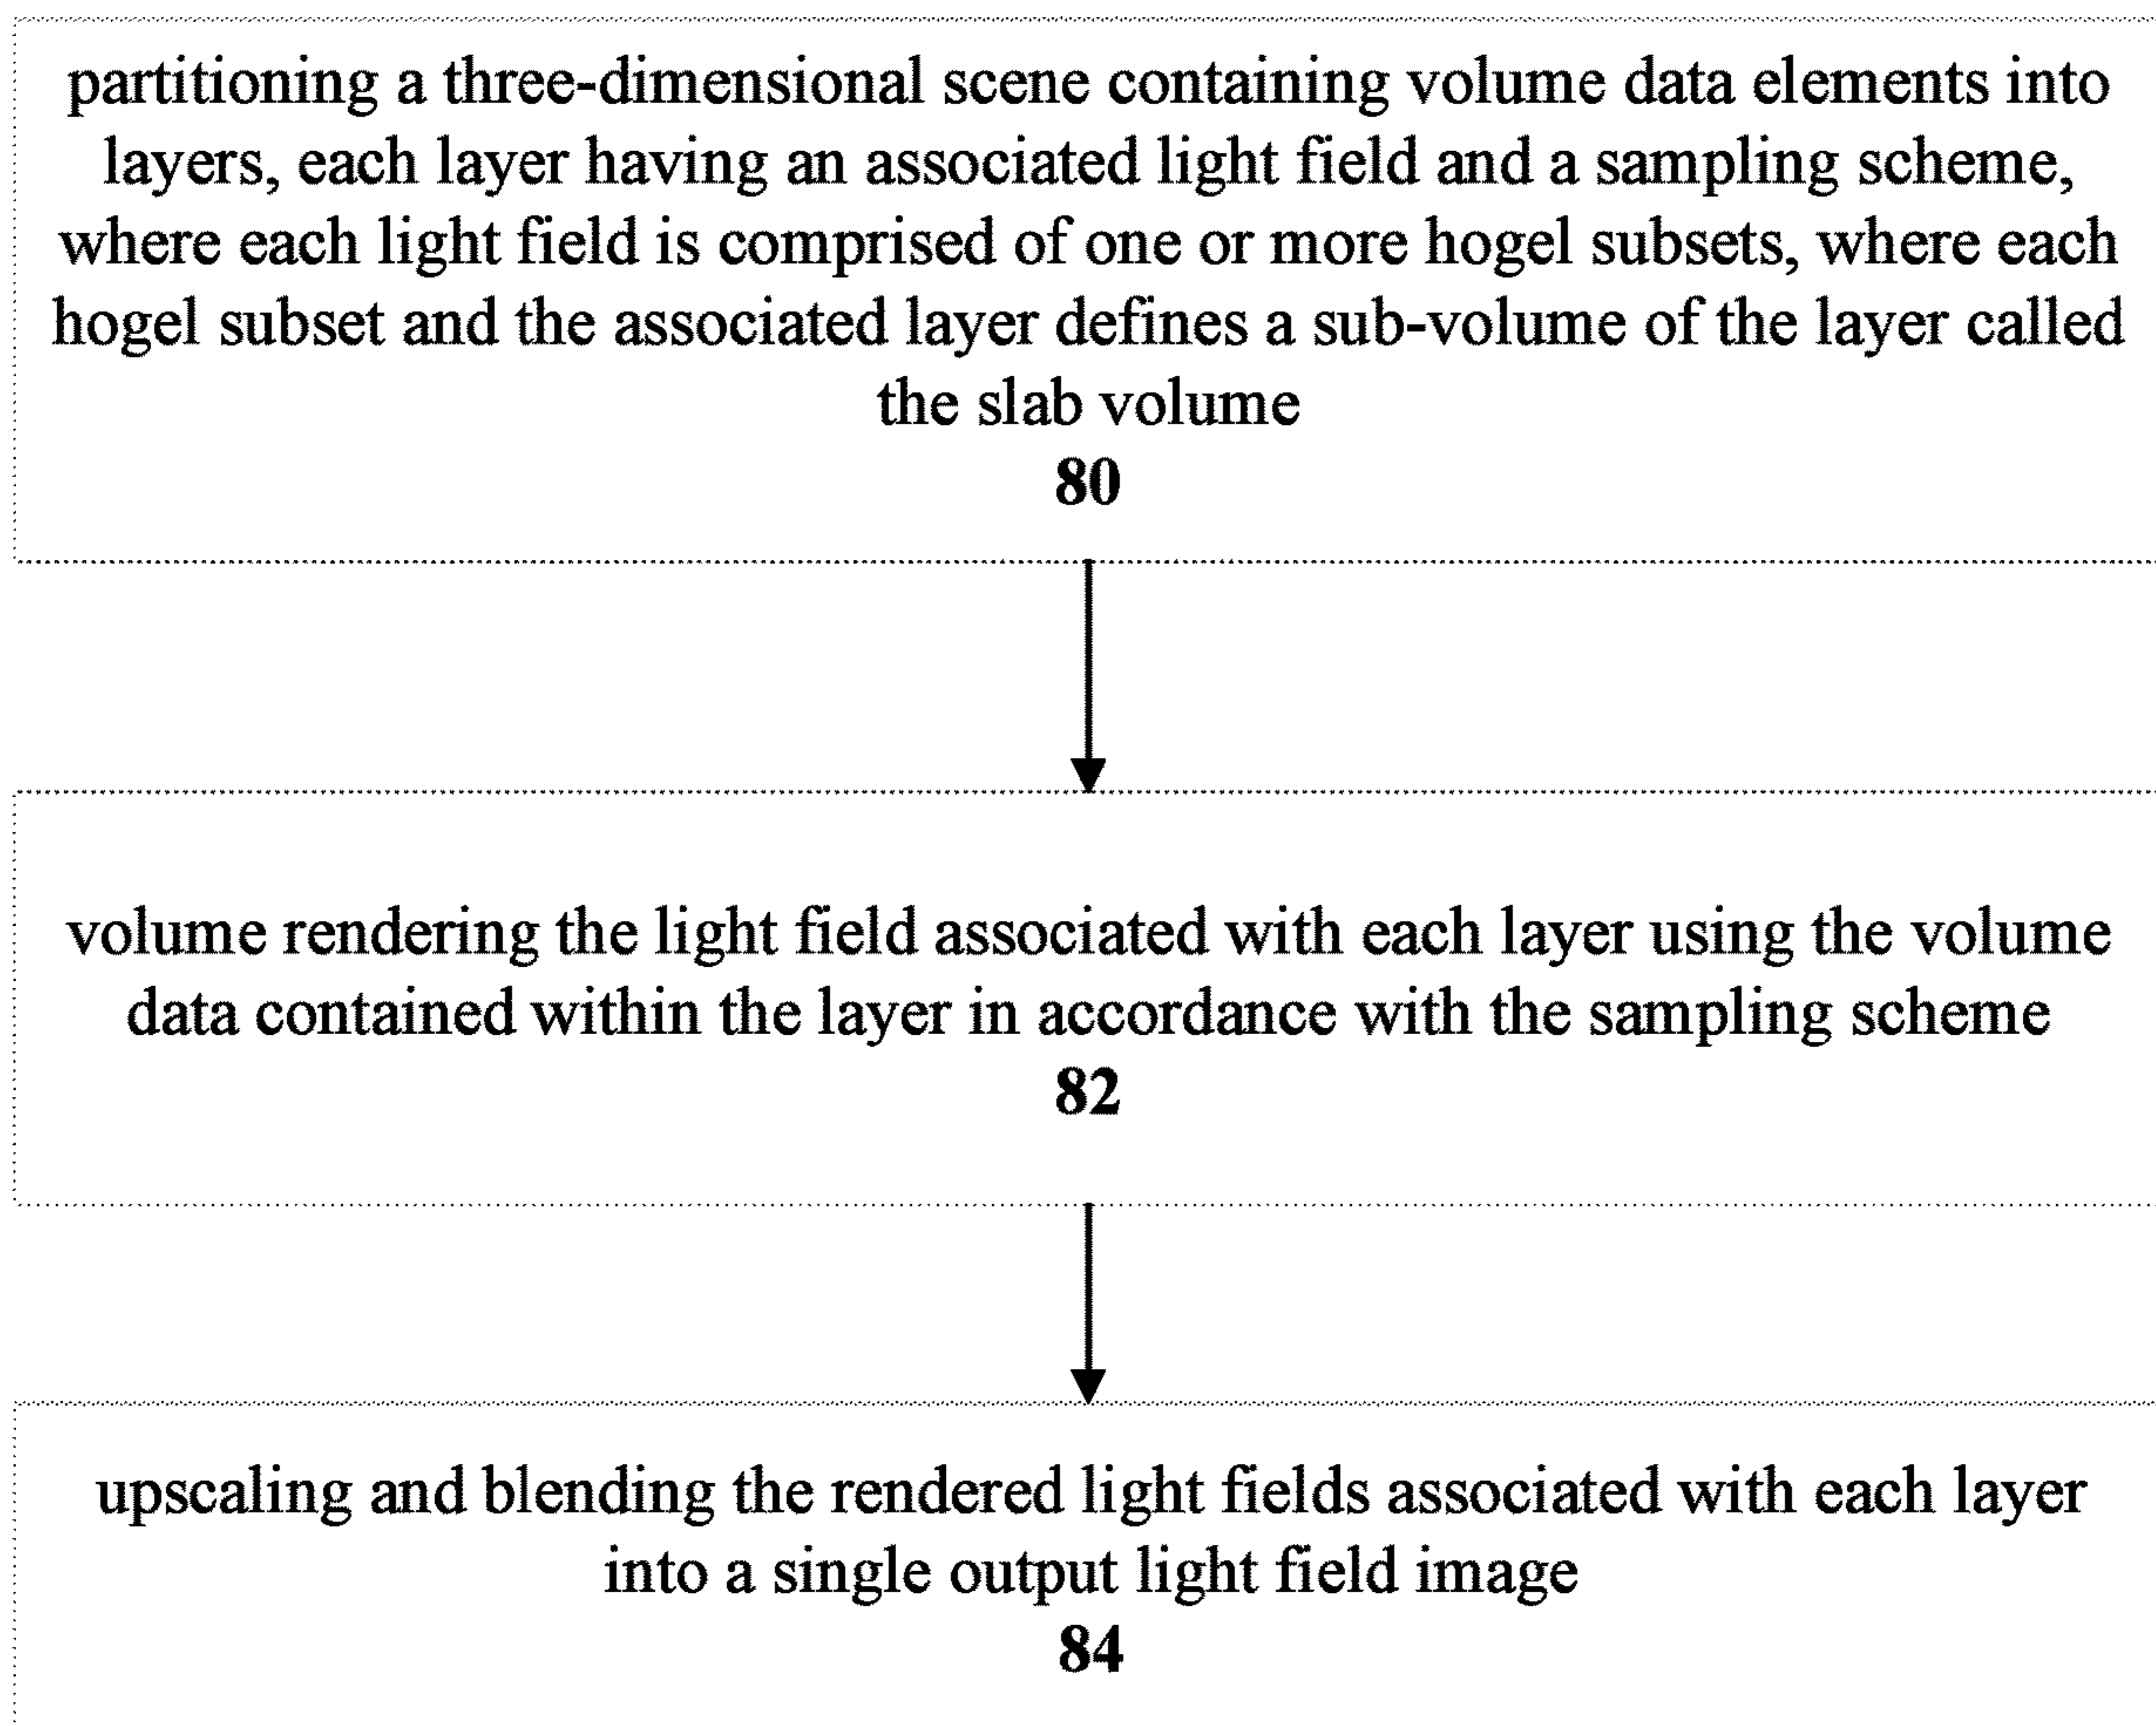 partitioning a three-dimensional scene containing volume data elements into
layers, each layer having an associated light field and a sampling scheme,
where each light field is comprised of one or more hogel subsets, where each
hogel subset and the associated layer defines a sub-volume of the layer called
the slab volume
80
volume rendering the light field associated with each layer using the volume
data contained within the layer in accordance with the sampling scheme
82
upscaling and blending the rendered light fields associated with each layer
into a single output light field image
84